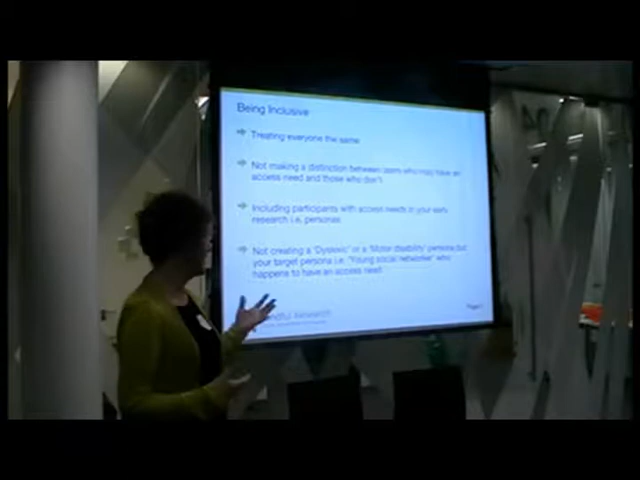 Being Inclusive
Treating everyone the same
Not making a distinction between users who may have an
access need and those who don't
Including participants with access needs in your early
research i.e. personas
Not creating a 'Dyslexic' or a 'Motor disability' persona but
your target persona i.e. 'Young social networker' who
happens to have an access need
Research